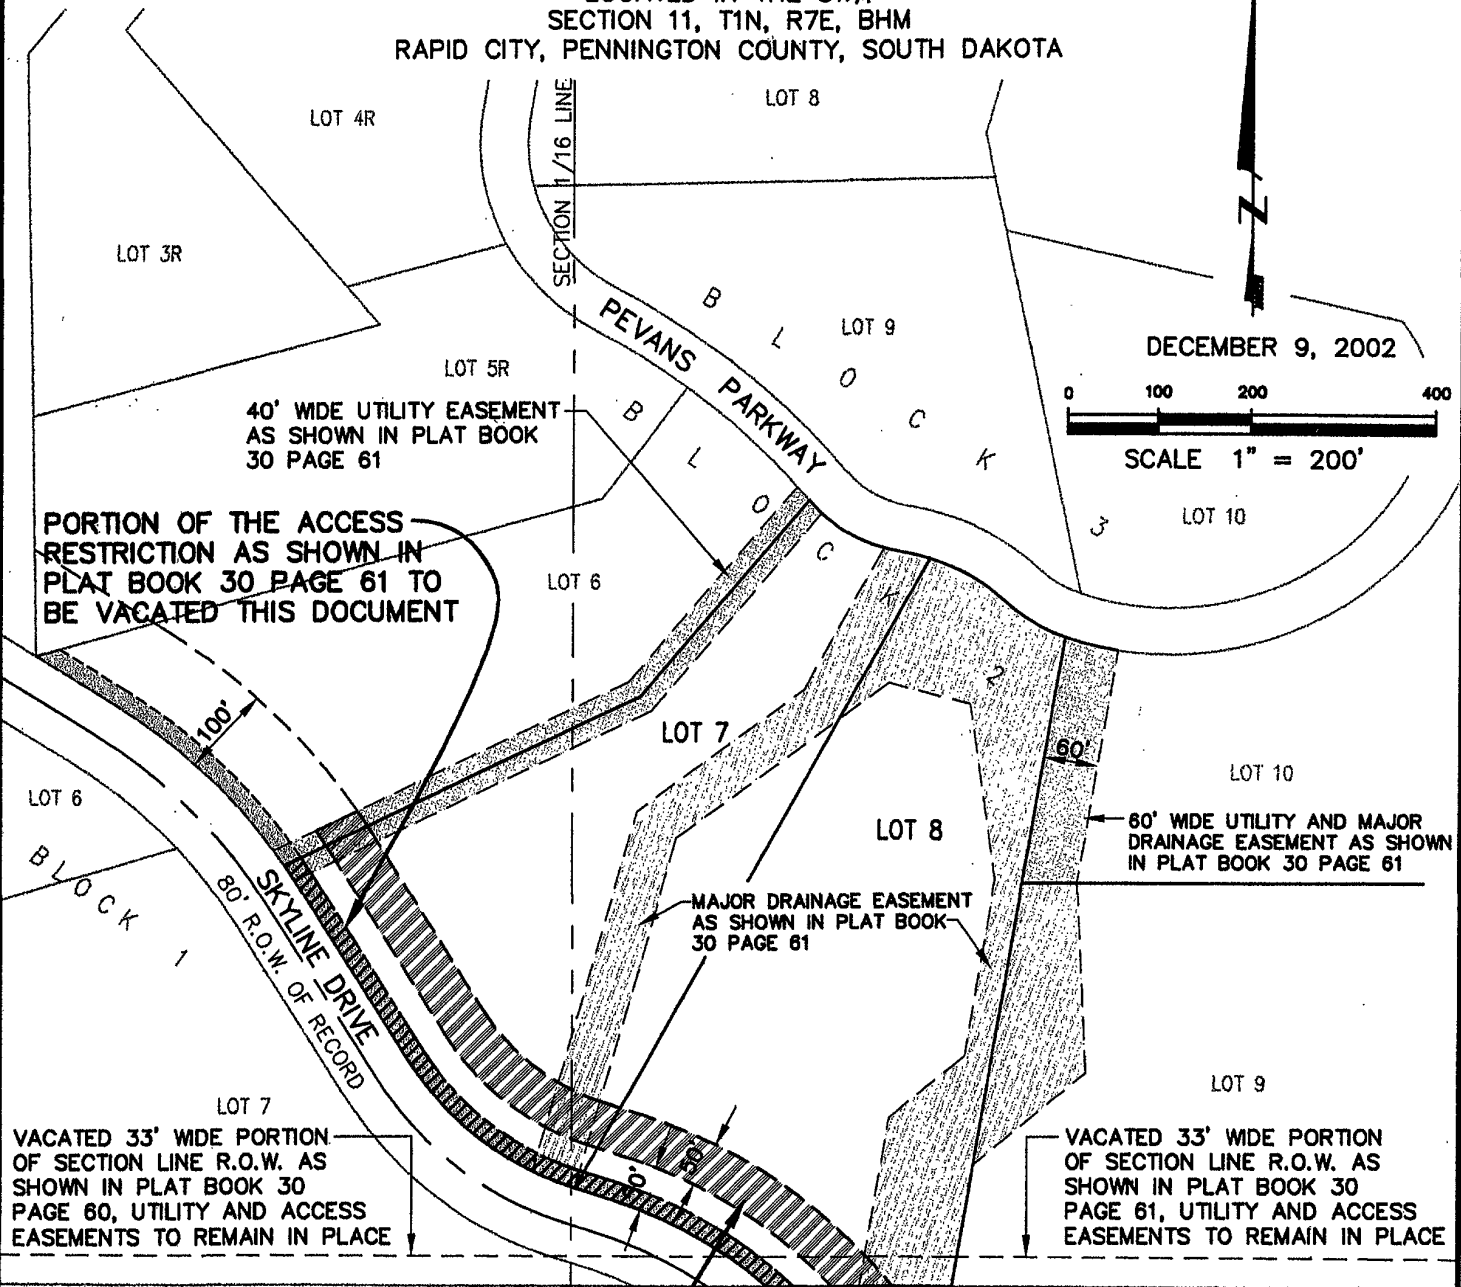 SECTION 11, T1N, R7E, BHM
RAPID CITY, PENNINGTON COUNTY, SOUTH DAKOTA
LOT 4R
SECTION 1/16 LINE
LOT 8
LOT 3R
N
BLOCK 3
LOT 9
PEVANS PARKWAY
DECEMBER 9, 2002
0 100 200 400
SCALE 1" = 200'
LOT 5R
40' WIDE UTILITY EASEMENT
AS SHOWN IN PLAT BOOK
30 PAGE 61
BLOCK 2
LOT 10
PORTION OF THE ACCESS
RESTRICTION AS SHOWN IN
PLAT BOOK 30 PAGE 61 TO
BE VACATED THIS DOCUMENT
LOT 6
100'
LOT 7
60'
LOT 10
LOT 6
LOT 8
60' WIDE UTILITY AND MAJOR
DRAINAGE EASEMENT AS SHOWN
IN PLAT BOOK 30 PAGE 61
BLOCK 1
SKYLINE DRIVE
80' R.O.W. OF RECORD
MAJOR DRAINAGE EASEMENT
AS SHOWN IN PLAT BOOK
30 PAGE 61
LOT 9
LOT 7
50'
VACATED 33' WIDE PORTION
OF SECTION LINE R.O.W. AS
SHOWN IN PLAT BOOK 30
PAGE 60, UTILITY AND ACCESS
EASEMENTS TO REMAIN IN PLACE
VACATED 33' WIDE PORTION
OF SECTION LINE R.O.W. AS
SHOWN IN PLAT BOOK 30
PAGE 61, UTILITY AND ACCESS
EASEMENTS TO REMAIN IN PLACE